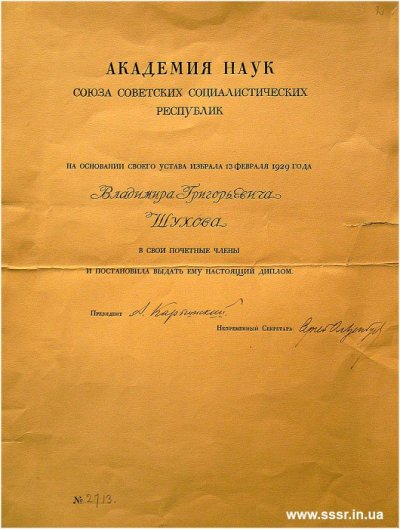 АКАДЕМИЯ НАУК
СОЮЗА СОВЕТСКИХ СОЦИАЛИСТИЧЕСКИХ
РЕСПУБЛИК
НА ОСНОВАНИИ СВОЕГО УСТАВА ИЗБРАЛА 13 ФЕВРАЛЯ 1929 ГОДА
Владимира Григорьевича
Шухова
В СВОИ ПОЧЕТНЫЕ ЧЛЕНЫ
И ПОСТАНОВИЛА ВЫДАТЬ ЕМУ НАСТОЯЩИЙ ДИПЛОМ.
ПРЕЗИДЕНТ А. Карпинский
НЕПРЕМЕННЫЙ СЕКРЕТАРЬ
№ 2713.
www.sssr.in.ua